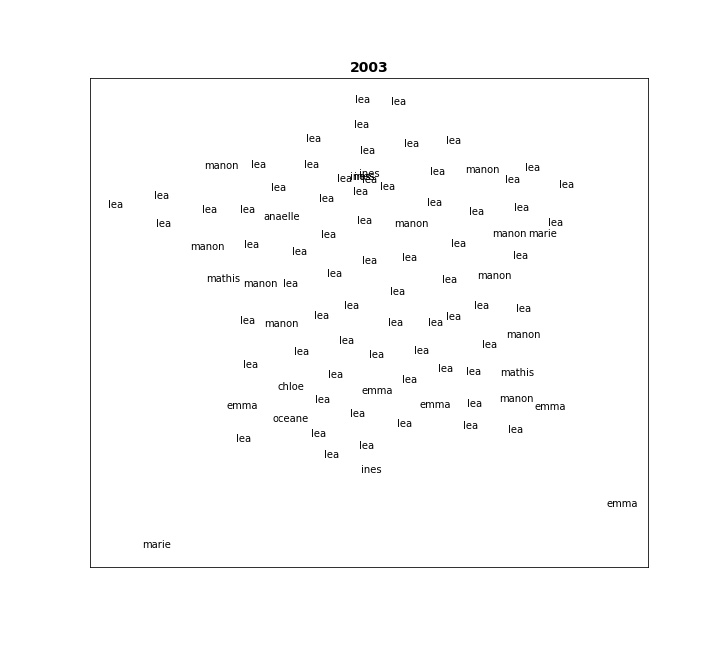 2003
lea lea
lea
lea lea lea
lea
manon lea lea lea manon lea
ines
lea lea lea
lea lea lea
lea lea lea
lea lea lea lea lea lea
anaelle
lea lea manon lea
lea manon marie
manon lea lea
lea lea lea lea
mathis lea manon
manon lea lea
lea
lea lea lea
lea lea
lea manon lea lea
manon
lea lea
lea lea lea
lea lea lea mathis
lea lea
chloe emma
lea manon
emma emma lea emma
lea
oceane lea lea
lea lea
lea
lea
lea
ines
emma
marie